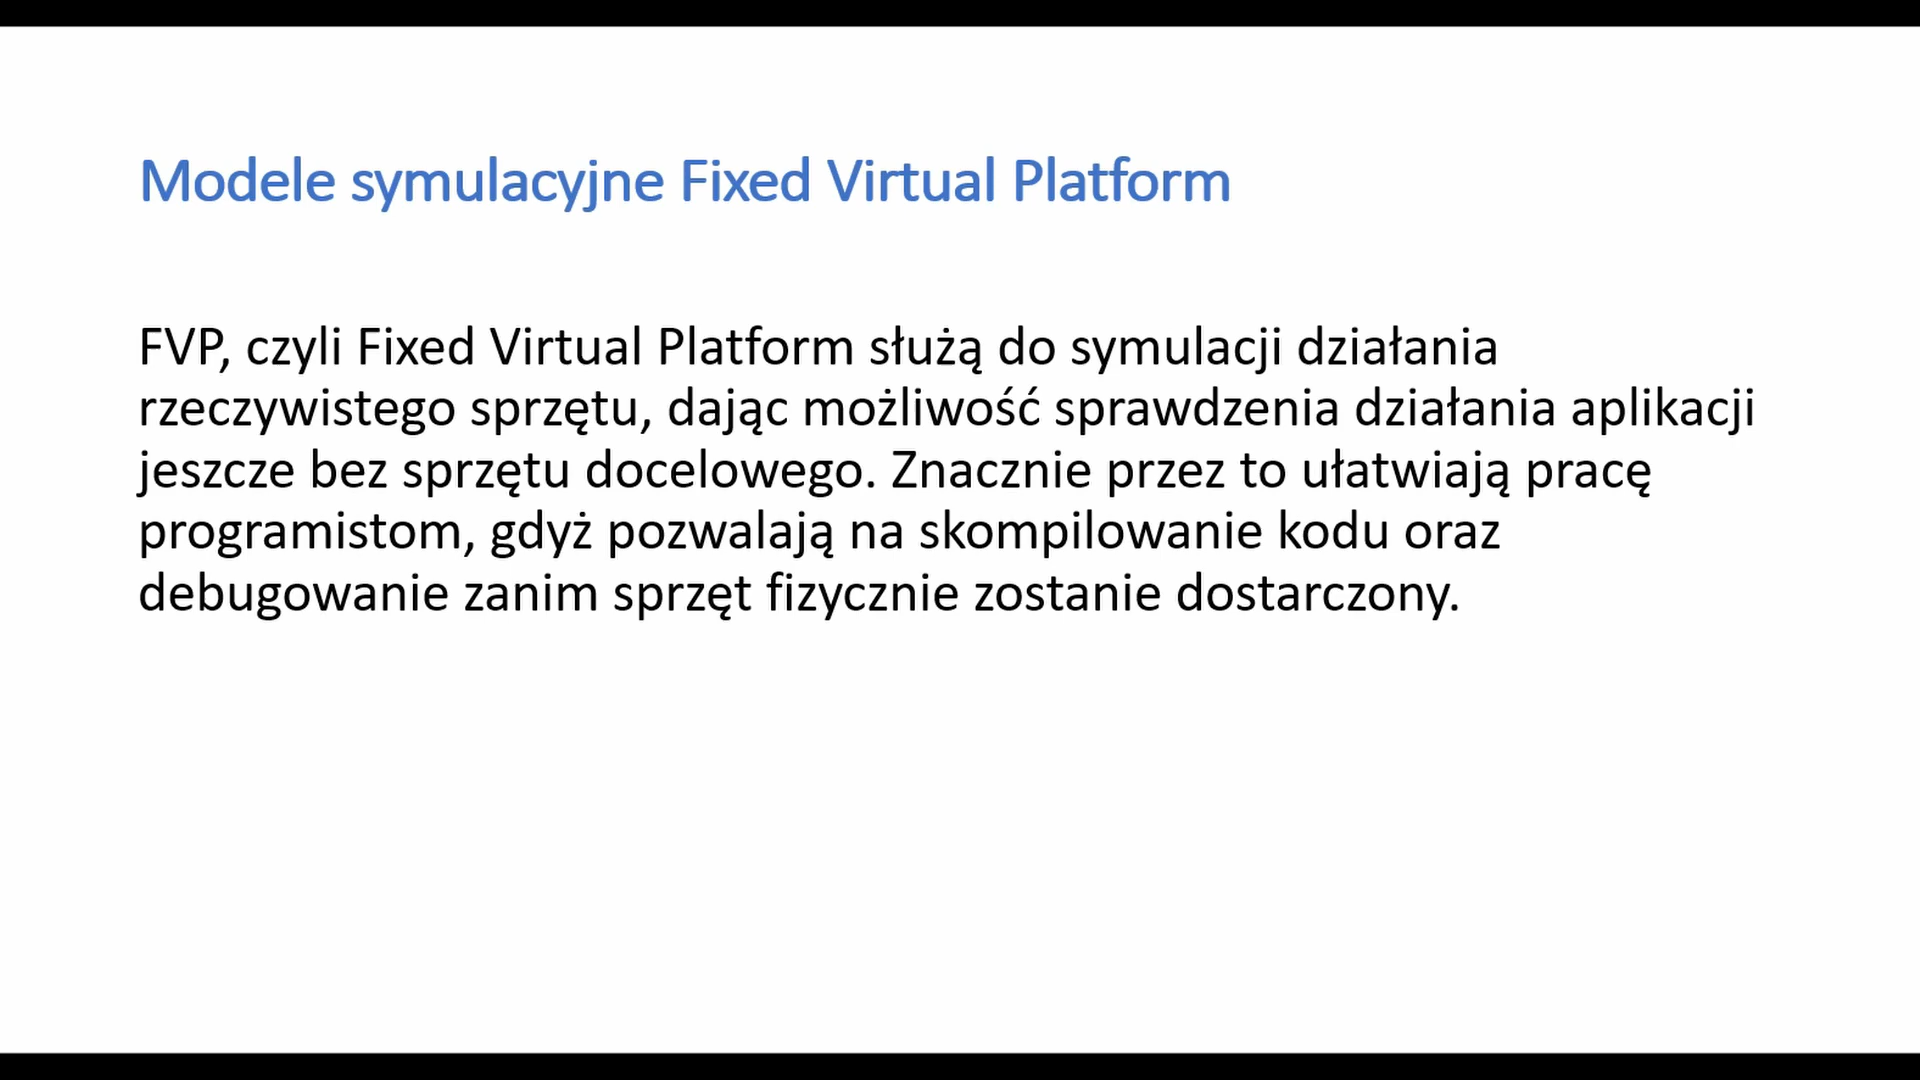 Modele symulacyjne Fixed Virtual Platform
FVP, czyli Fixed Virtual Platform służą do symulacji działania
rzeczywistego sprzętu, dając możliwość sprawdzenia działania aplikacji
jeszcze bez sprzętu docelowego. Znacznie przez to ułatwiają pracę
programistom, gdyż pozwalają na skompilowanie kodu oraz
debugowanie zanim sprzęt fizycznie zostanie dostarczony.